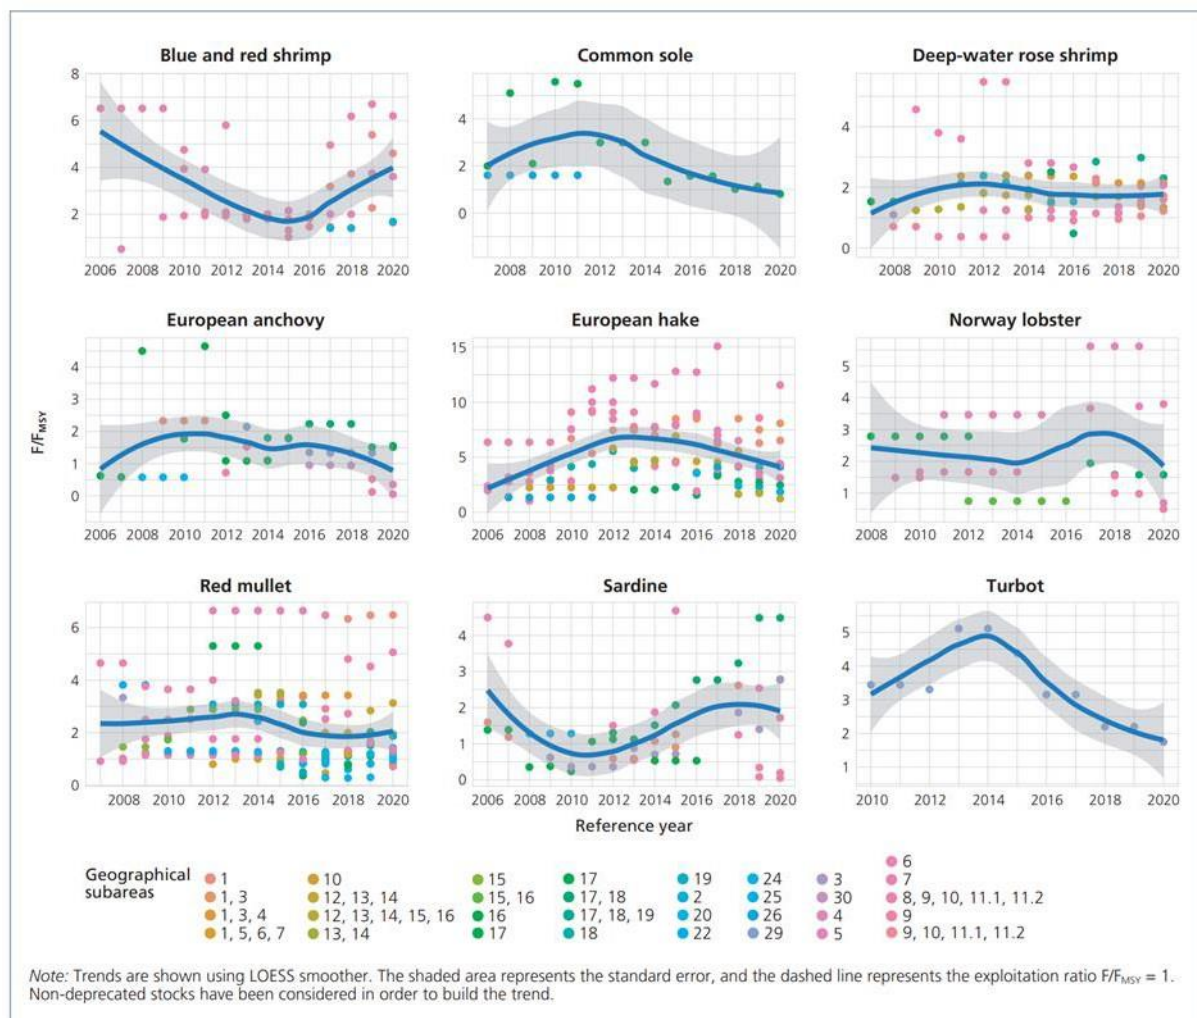 Blue and red shrimp
Common sole
Deep-water rose shrimp
8
6
4
2
2006 2008 2010 2012 2014 2016 2018 2020
4
2
0
2008 2010 2012 2014 2016 2018 2020
4
2
0
2008 2010 2012 2014 2016 2018 2020
European anchovy
European hake
Norway lobster
F/FMSY
4
3
2
1
0
2006 2008 2010 2012 2014 2016 2018 2020
15
10
5
0
2006 2008 2010 2012 2014 2016 2018 2020
5
4
3
2
1
2008 2010 2012 2014 2016 2018 2020
Red mullet
Sardine
Turbot
6
4
2
0
2008 2010 2012 2014 2016 2018 2020
4
3
2
1
0
2006 2008 2010 2012 2014 2016 2018 2020
5
4
3
2
1
2010 2012 2014 2016 2018 2020
Reference year
Geographical
subareas
1
1, 3
1, 3, 4
1, 5, 6, 7
10
12, 13, 14
12, 13, 14, 15, 16
13, 14
15
15, 16
16
17
17
17, 18
17, 18, 19
18
19
2
20
22
24
25
26
29
3
30
4
5
6
7
8, 9, 10, 11.1, 11.2
9
9, 10, 11.1, 11.2
Note: Trends are shown using LOESS smoother. The shaded area represents the standard error, and the dashed line represents the exploitation ratio F/FMSY = 1.
Non-deprecated stocks have been considered in order to build the trend.